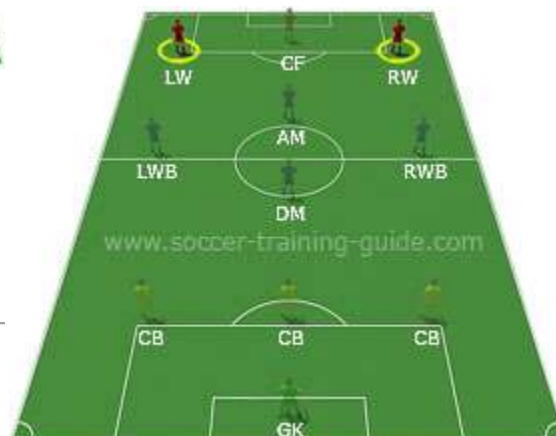 CF
LW RW
AM
LWB RWB
DM
www.soccer-training-guide.com
CB CB CB
GK